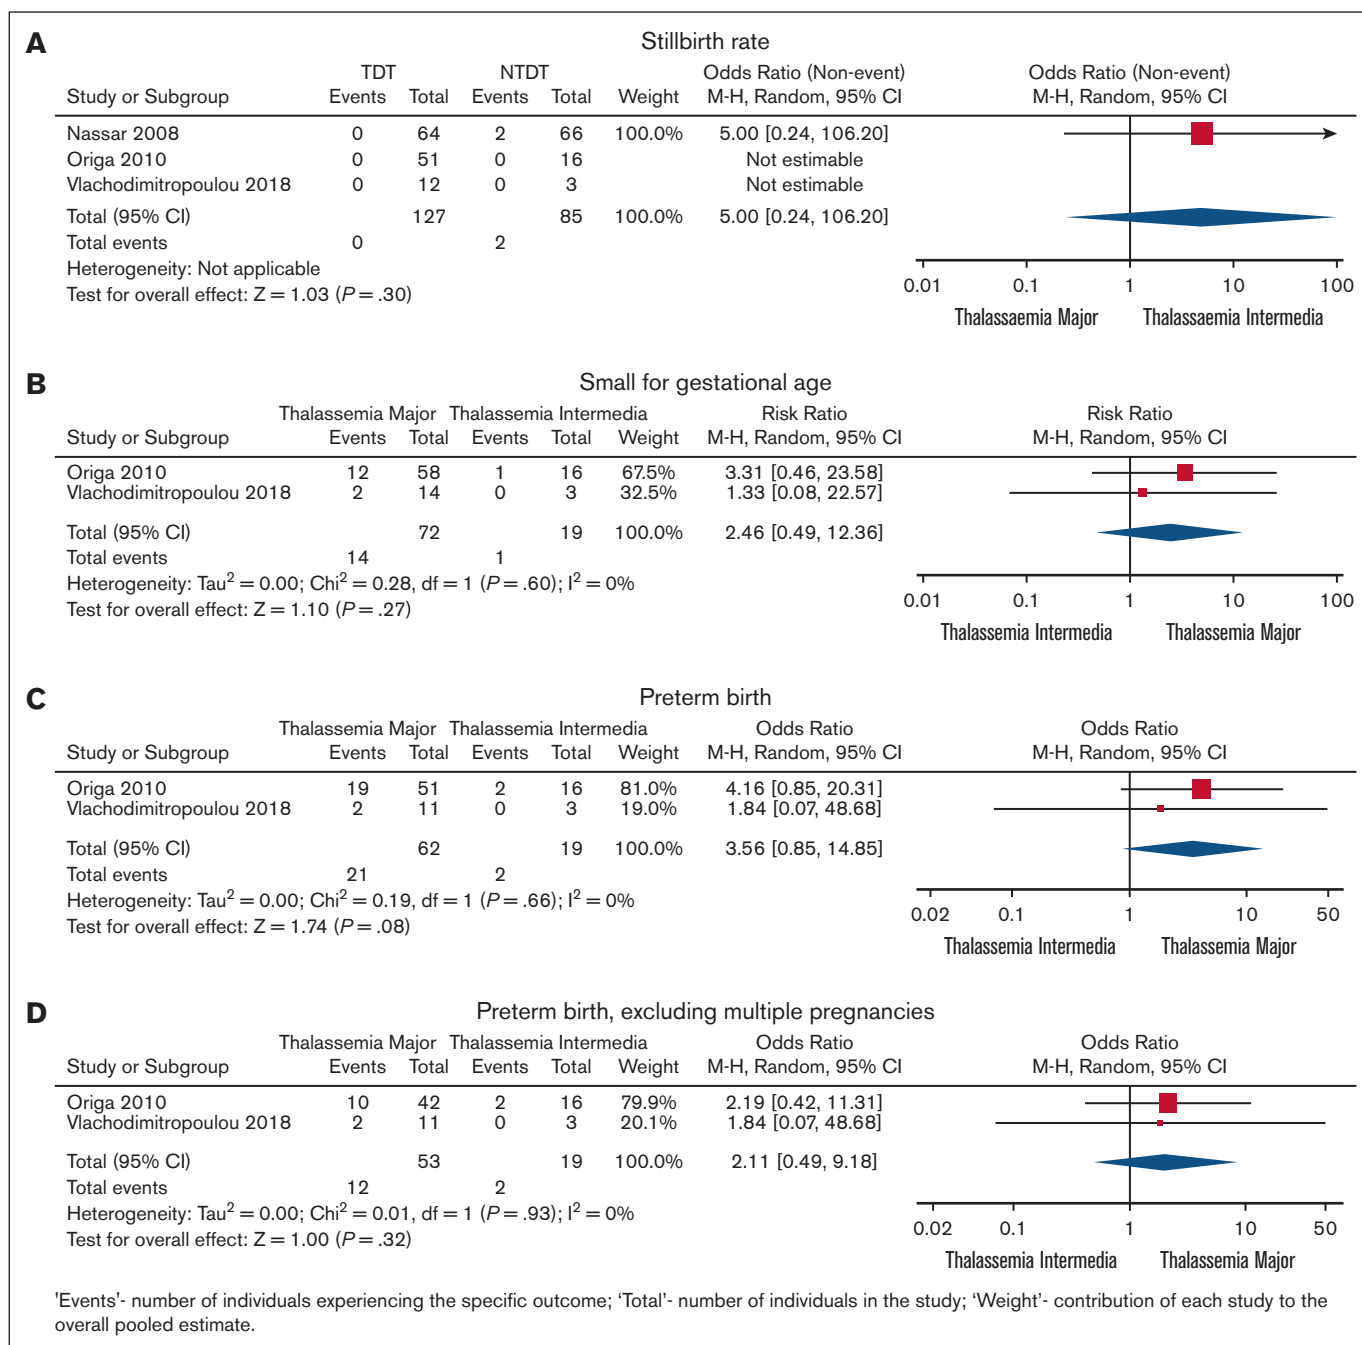 A
Stillbirth rate
TDT NTDT Odds Ratio (Non-event) Odds Ratio (Non-event)
Study or Subgroup Events Total Events Total Weight M-H, Random, 95% CI M-H, Random, 95% CI
Nassar 2008 0 64 2 66 100.0% 5.00 [0.24, 106.20]
Origa 2010 0 51 0 16 Not estimable
Vlachodimitropoulou 2018 0 12 0 3 Not estimable
Total (95% CI) 127 85 100.0% 5.00 [0.24, 106.20]
Total events 0 2
Heterogeneity: Not applicable
Test for overall effect: Z = 1.03 (P = .30)
0.01 0.1 1 10 100
Thalassaemia Major Thalassaemia Intermedia
B
Small for gestational age
Thalassemia Major Thalassemia Intermedia Risk Ratio Risk Ratio
Study or Subgroup Events Total Events Total Weight M-H, Random, 95% CI M-H, Random, 95% CI
Origa 2010 12 58 1 16 67.5% 3.31 [0.46, 23.58]
Vlachodimitropoulou 2018 2 14 0 3 32.5% 1.33 [0.08, 22.57]
Total (95% CI) 72 19 100.0% 2.46 [0.49, 12.36]
Total events 14 1
Heterogeneity: Tau² = 0.00; Chi² = 0.28, df = 1 (P = .60); I² = 0%
Test for overall effect: Z = 1.10 (P = .27)
0.01 0.1 1 10 100
Thalassemia Intermedia Thalassemia Major
C
Preterm birth
Thalassemia Major Thalassemia Intermedia Odds Ratio Odds Ratio
Study or Subgroup Events Total Events Total Weight M-H, Random, 95% CI M-H, Random, 95% CI
Origa 2010 19 51 2 16 81.0% 4.16 [0.85, 20.31]
Vlachodimitropoulou 2018 2 11 0 3 19.0% 1.84 [0.07, 48.68]
Total (95% CI) 62 19 100.0% 3.56 [0.85, 14.85]
Total events 21 2
Heterogeneity: Tau² = 0.00; Chi² = 0.19, df = 1 (P = .66); I² = 0%
Test for overall effect: Z = 1.74 (P = .08)
0.02 0.1 1 10 50
Thalassemia Intermedia Thalassemia Major
D
Preterm birth, excluding multiple pregnancies
Thalassemia Major Thalassemia Intermedia Odds Ratio Odds Ratio
Study or Subgroup Events Total Events Total Weight M-H, Random, 95% CI M-H, Random, 95% CI
Origa 2010 10 42 2 16 79.9% 2.19 [0.42, 11.31]
Vlachodimitropoulou 2018 2 11 0 3 20.1% 1.84 [0.07, 48.68]
Total (95% CI) 53 19 100.0% 2.11 [0.49, 9.18]
Total events 12 2
Heterogeneity: Tau² = 0.00; Chi² = 0.01, df = 1 (P = .93); I² = 0%
Test for overall effect: Z = 1.00 (P = .32)
0.02 0.1 1 10 50
Thalassemia Intermedia Thalassemia Major
'Events'- number of individuals experiencing the specific outcome; ‘Total’- number of individuals in the study; ‘Weight’- contribution of each study to the
overall pooled estimate.